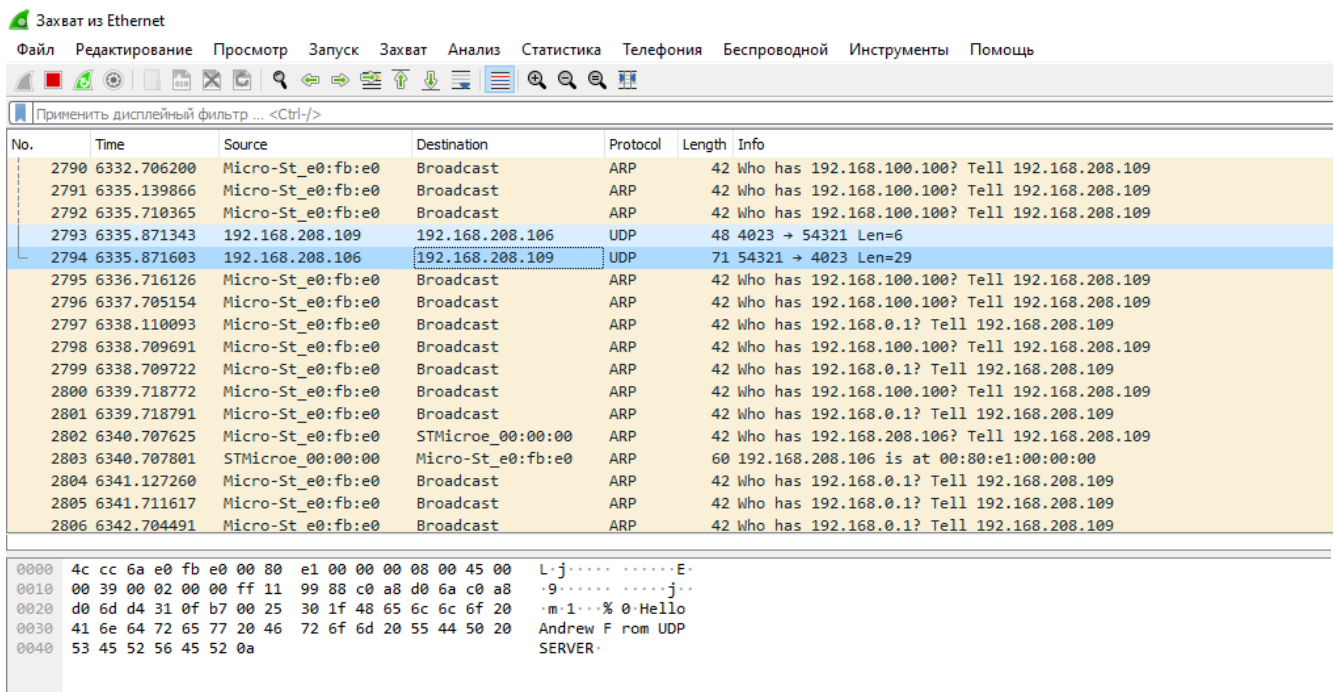 Захват из Ethernet
Файл Редактирование Просмотр Запуск Захват Анализ Статистика Телефония Беспроводной Инструменты Помощь
Применить дисплейный фильтр ... <Ctrl-/>
No. Time Source Destination Protocol Length Info
2790 6332.706200 Micro-St_e0:fb:e0 Broadcast ARP 42 Who has 192.168.100.100? Tell 192.168.208.109
2791 6335.139866 Micro-St_e0:fb:e0 Broadcast ARP 42 Who has 192.168.100.100? Tell 192.168.208.109
2792 6335.710365 Micro-St_e0:fb:e0 Broadcast ARP 42 Who has 192.168.100.100? Tell 192.168.208.109
2793 6335.871343 192.168.208.109 192.168.208.106 UDP 48 4023 → 54321 Len=6
2794 6335.871603 192.168.208.106 192.168.208.109 UDP 71 54321 → 4023 Len=29
2795 6336.716126 Micro-St_e0:fb:e0 Broadcast ARP 42 Who has 192.168.100.100? Tell 192.168.208.109
2796 6337.705154 Micro-St_e0:fb:e0 Broadcast ARP 42 Who has 192.168.100.100? Tell 192.168.208.109
2797 6338.110093 Micro-St_e0:fb:e0 Broadcast ARP 42 Who has 192.168.0.1? Tell 192.168.208.109
2798 6338.709691 Micro-St_e0:fb:e0 Broadcast ARP 42 Who has 192.168.100.100? Tell 192.168.208.109
2799 6338.709722 Micro-St_e0:fb:e0 Broadcast ARP 42 Who has 192.168.0.1? Tell 192.168.208.109
2800 6339.718772 Micro-St_e0:fb:e0 Broadcast ARP 42 Who has 192.168.100.100? Tell 192.168.208.109
2801 6339.718791 Micro-St_e0:fb:e0 Broadcast ARP 42 Who has 192.168.0.1? Tell 192.168.208.109
2802 6340.707625 Micro-St_e0:fb:e0 STMicroe_00:00:00 ARP 42 Who has 192.168.208.106? Tell 192.168.208.109
2803 6340.707801 STMicroe_00:00:00 Micro-St_e0:fb:e0 ARP 60 192.168.208.106 is at 00:80:e1:00:00:00
2804 6341.127260 Micro-St_e0:fb:e0 Broadcast ARP 42 Who has 192.168.0.1? Tell 192.168.208.109
2805 6341.711617 Micro-St_e0:fb:e0 Broadcast ARP 42 Who has 192.168.0.1? Tell 192.168.208.109
2806 6342.704491 Micro-St_e0:fb:e0 Broadcast ARP 42 Who has 192.168.0.1? Tell 192.168.208.109
0000 4c cc 6a e0 fb e0 00 80 e1 00 00 00 08 00 45 00 L·j····· ······E·
0010 00 39 00 02 00 00 ff 11 99 88 c0 a8 d0 6a c0 a8 ·9······ ·····j··
0020 d0 6d d4 31 0f b7 00 25 30 1f 48 65 6c 6c 6f 20 ·m·1···% 0·Hello
0030 41 6e 64 72 65 77 20 46 72 6f 6d 20 55 44 50 20 Andrew F rom UDP
0040 53 45 52 56 45 52 0a SERVER·